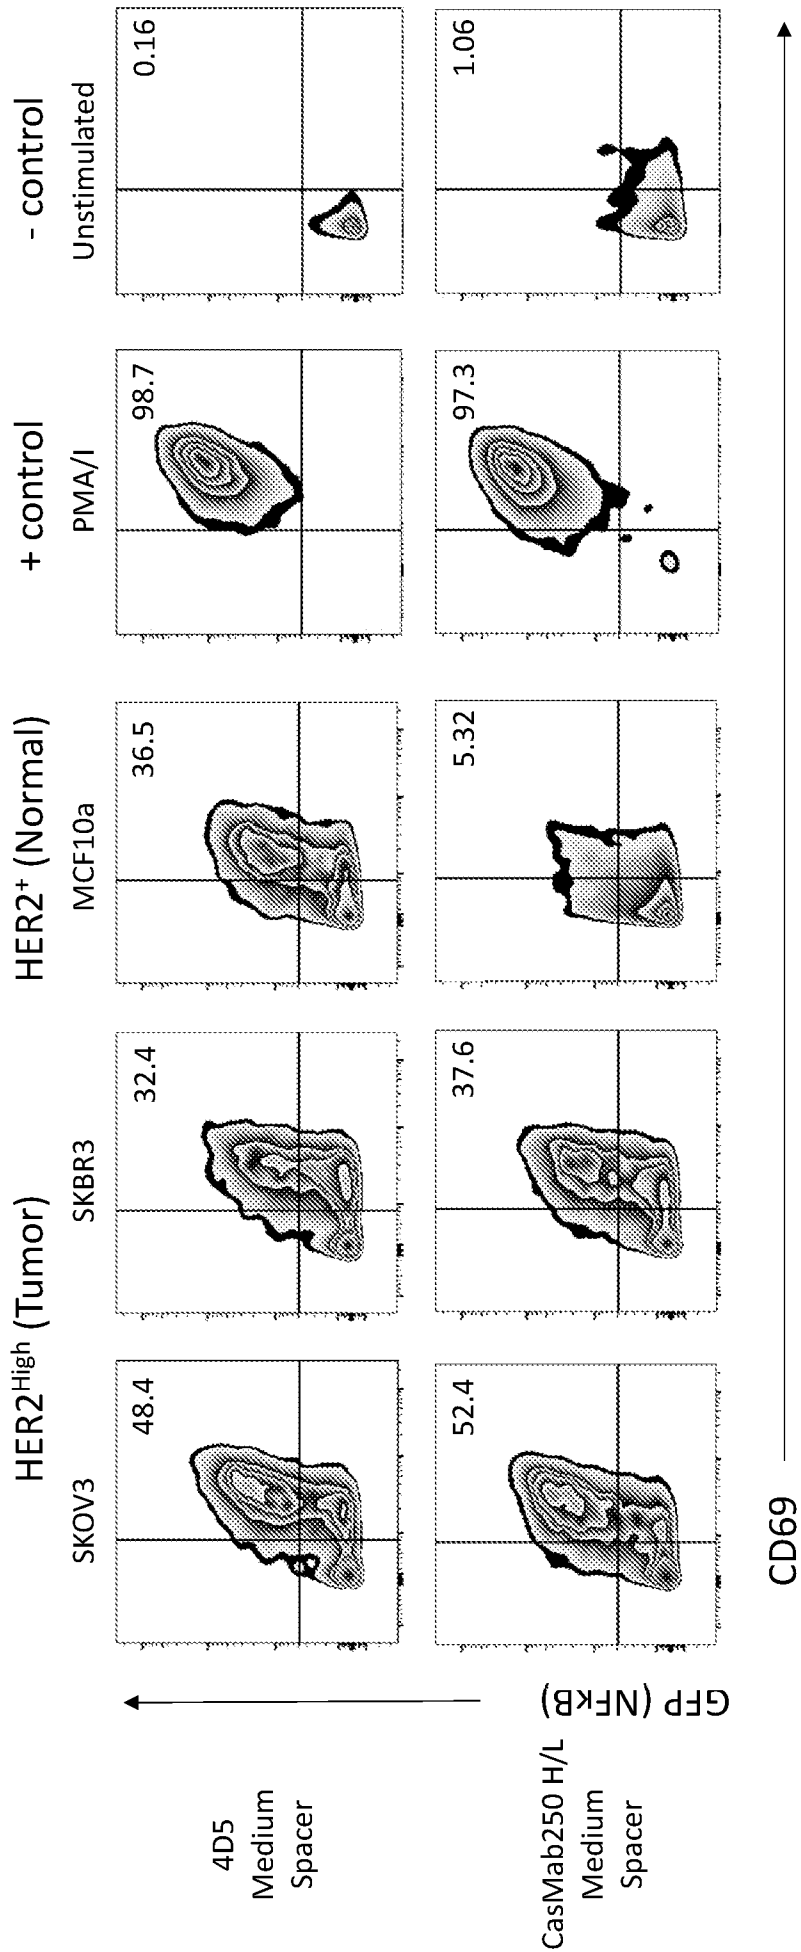 HER2High (Tumor)
HER2+ (Normal)
+ control
- control
SKOV3
SKBR3
MCF10a
PMA/I
Unstimulated
4D5
Medium
Spacer
48.4
32.4
36.5
98.7
0.16
CasMab250 H/L
Medium
Spacer
52.4
37.6
5.32
97.3
1.06
GFP (NFκB)
CD69